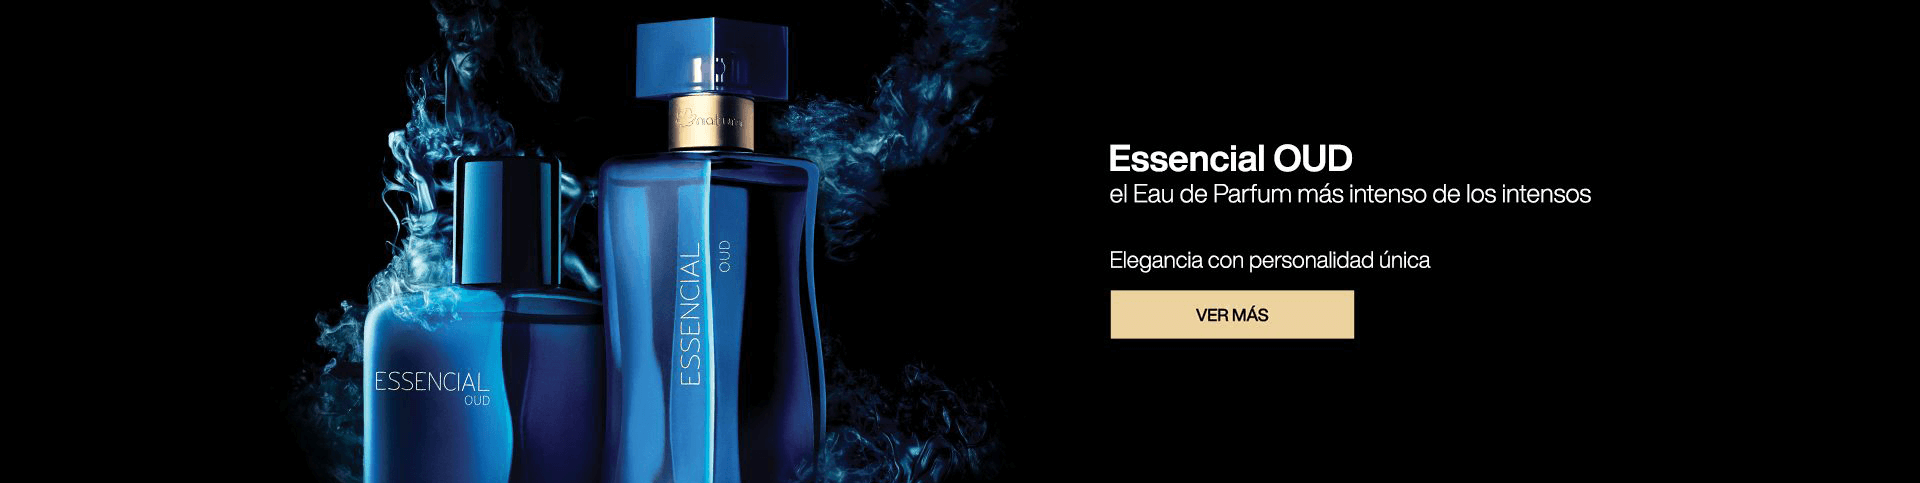 natura
ESSENCIAL
OUD
ESSENCIAL
OUD
Essencial OUD
el Eau de Parfum más intenso de los intensos
Elegancia con personalidad única
VER MÁS